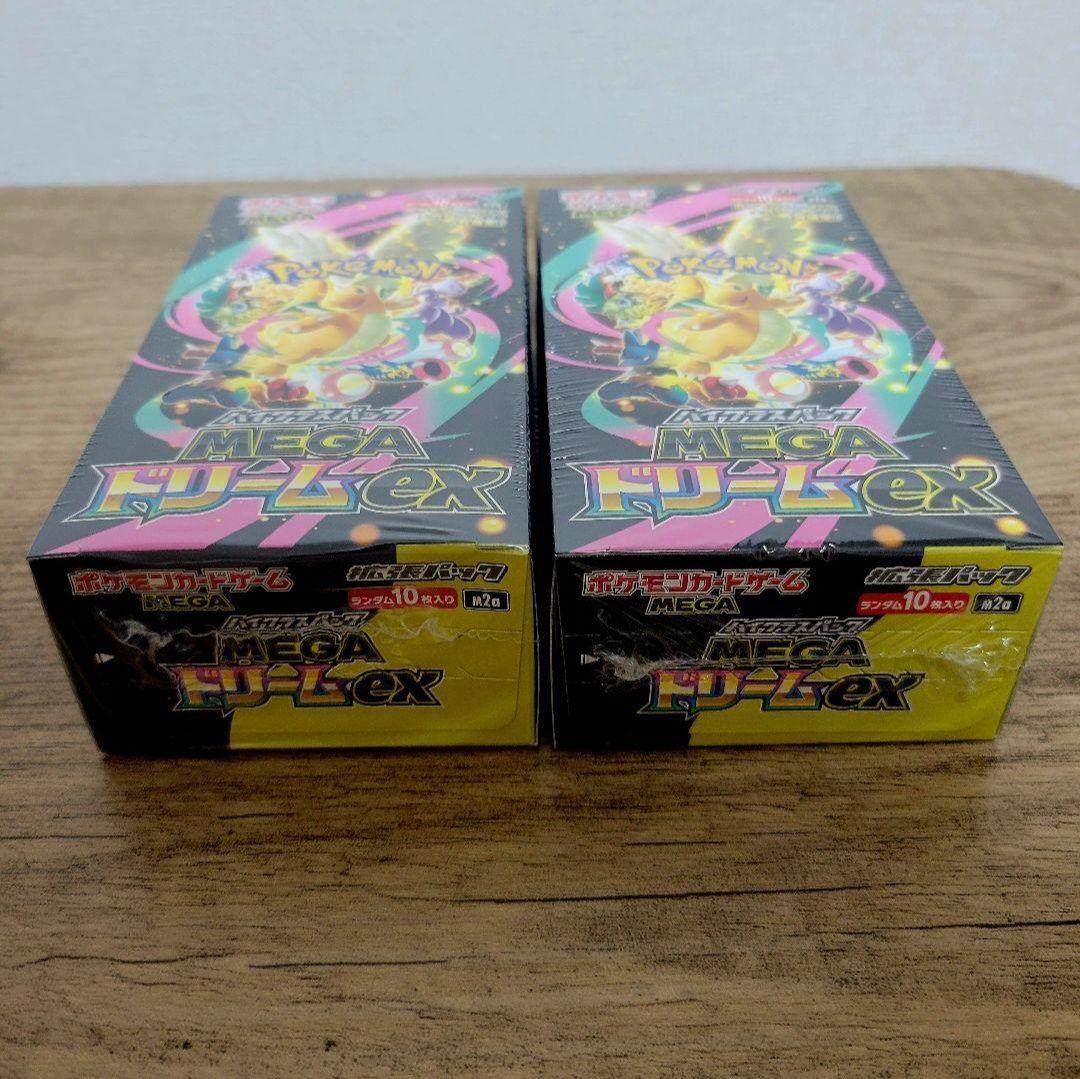 POKÉMON
ハイクラスパック
MEGA
ドリームex
ポケモンカードゲーム
MEGA
拡張パック
ランダム10枚入り
M2a
ハイクラスパック
MEGA
ドリームex
POKÉMON
ハイクラスパック
MEGA
ドリームex
ポケモンカードゲーム
MEGA
拡張パック
ランダム10枚入り
M2a
ハイクラスパック
MEGA
ドリームex